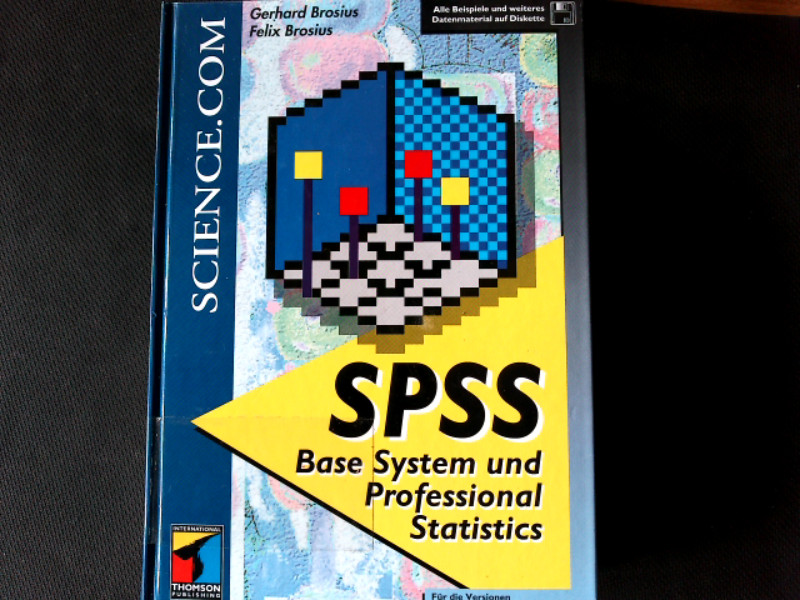 Gerhard Brosius
Felix Brosius
Alle Beispiele und weiteres
Datenmaterial auf Diskette
SCIENCE.COM
SPSS
Base System und
Professional
Statistics
INTERNATIONAL
THOMSON
PUBLISHING
Für die Versionen